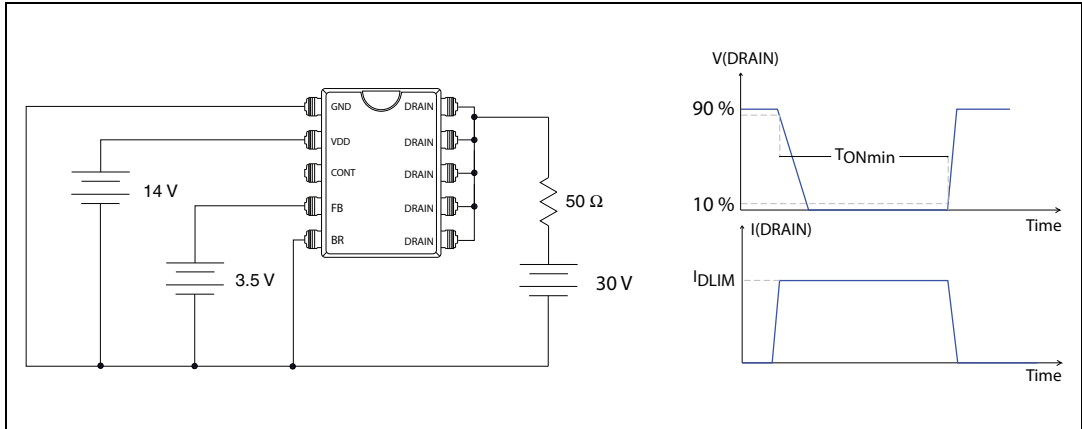 GND
VDD
CONT
FB
BR
DRAIN
DRAIN
DRAIN
DRAIN
DRAIN
14 V
3.5 V
50 Ω
30 V
V(DRAIN)
90 %
TONmin
10 %
Time
I(DRAIN)
IDLIM
Time